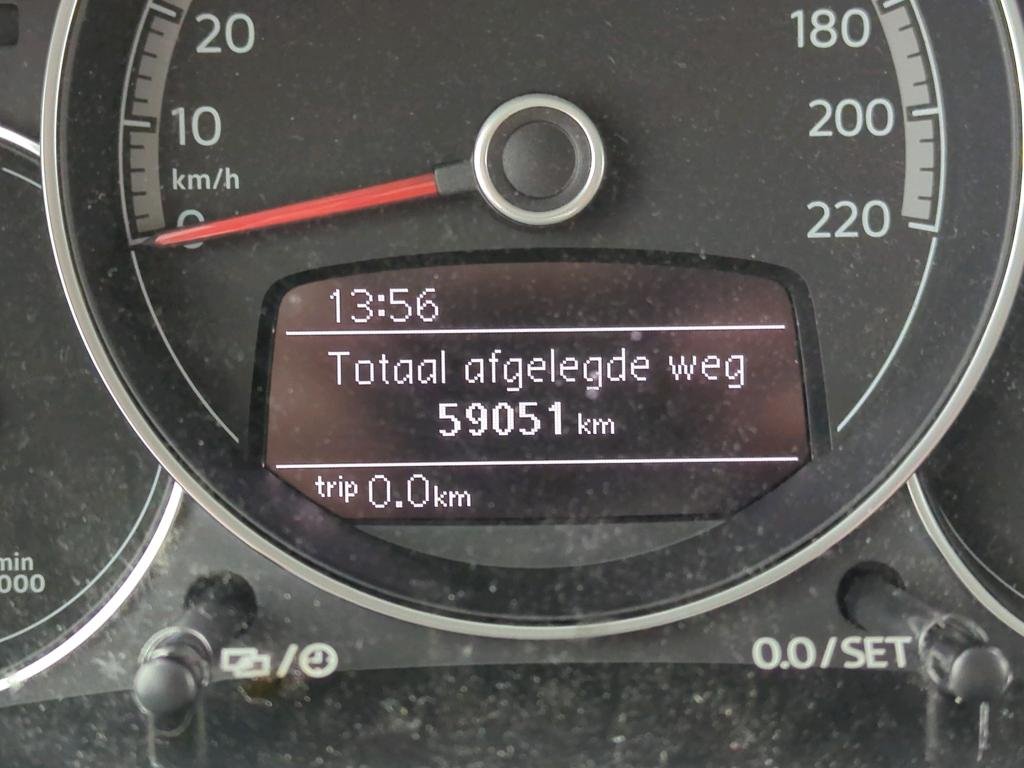 20
180
10
200
km/h
0
220
13:56
Totaal afgelegde weg
59051 km
trip 0.0km
min
000
0.0/SET